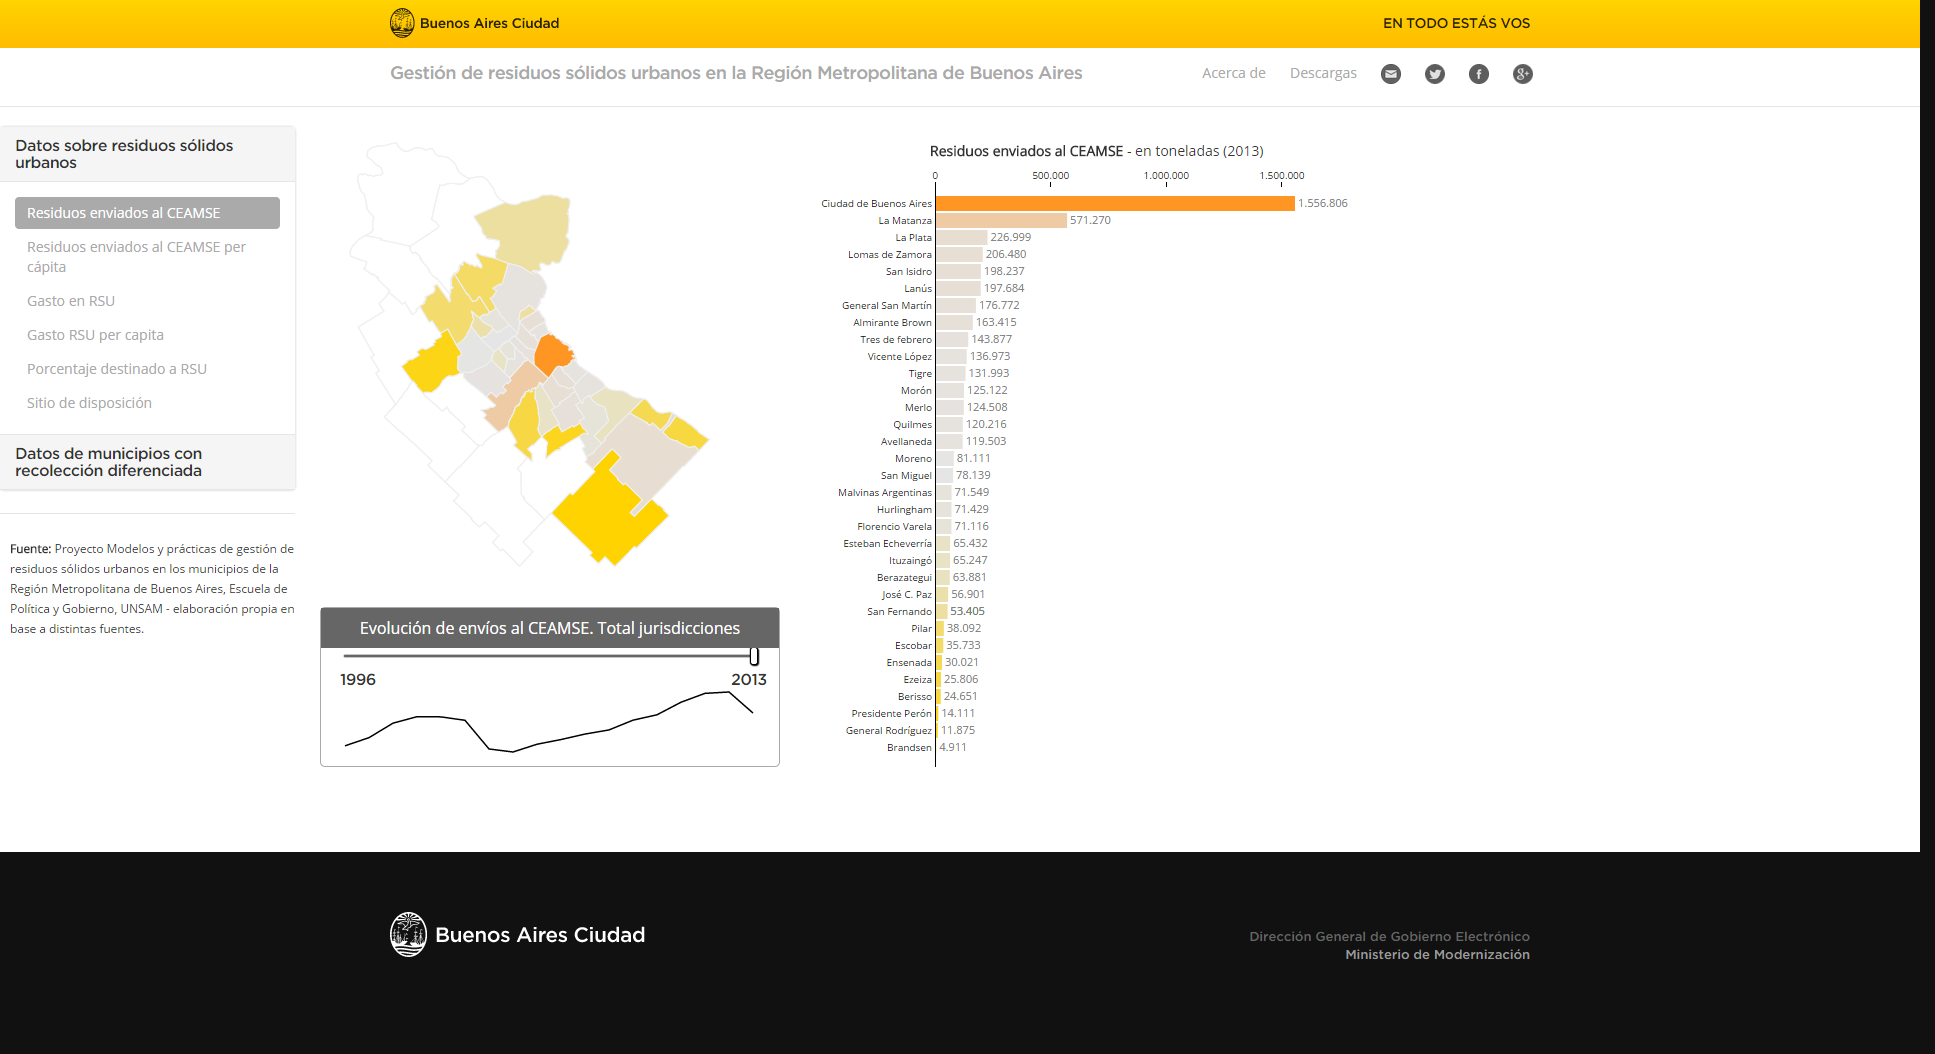 Buenos Aires Ciudad
EN TODO ESTÁS VOS
Gestión de residuos sólidos urbanos en la Región Metropolitana de Buenos Aires
Acerca de
Descargas
Datos sobre residuos sólidos
urbanos
Residuos enviados al CEAMSE
Residuos enviados al CEAMSE per
cápita
Gasto en RSU
Gasto RSU per capita
Porcentaje destinado a RSU
Sitio de disposición
Datos de municipios con
recolección diferenciada
Fuente: Proyecto Modelos y prácticas de gestión de
residuos sólidos urbanos en los municipios de la
Región Metropolitana de Buenos Aires, Escuela de
Política y Gobierno, UNSAM - elaboración propia en
base a distintas fuentes.
Evolución de envíos al CEAMSE. Total jurisdicciones
1996
2013
Residuos enviados al CEAMSE - en toneladas (2013)
0 500.000 1.000.000 1.500.000
Ciudad de Buenos Aires 1.556.806
La Matanza 571.270
La Plata 226.999
Lomas de Zamora 206.480
San Isidro 198.237
Lanús 197.684
General San Martín 176.772
Almirante Brown 163.415
Tres de febrero 143.877
Vicente López 136.973
Tigre 131.993
Morón 125.122
Merlo 124.508
Quilmes 120.216
Avellaneda 119.503
Moreno 81.111
San Miguel 78.139
Malvinas Argentinas 71.549
Hurlingham 71.429
Florencio Varela 71.116
Esteban Echeverría 65.432
Ituzaingó 65.247
Berazategui 63.881
José C. Paz 56.901
San Fernando 53.405
Pilar 38.092
Escobar 35.733
Ensenada 30.021
Ezeiza 25.806
Berisso 24.651
Presidente Perón 14.111
General Rodríguez 11.875
Brandsen 4.911
Buenos Aires Ciudad
Dirección General de Gobierno Electrónico
Ministerio de Modernización